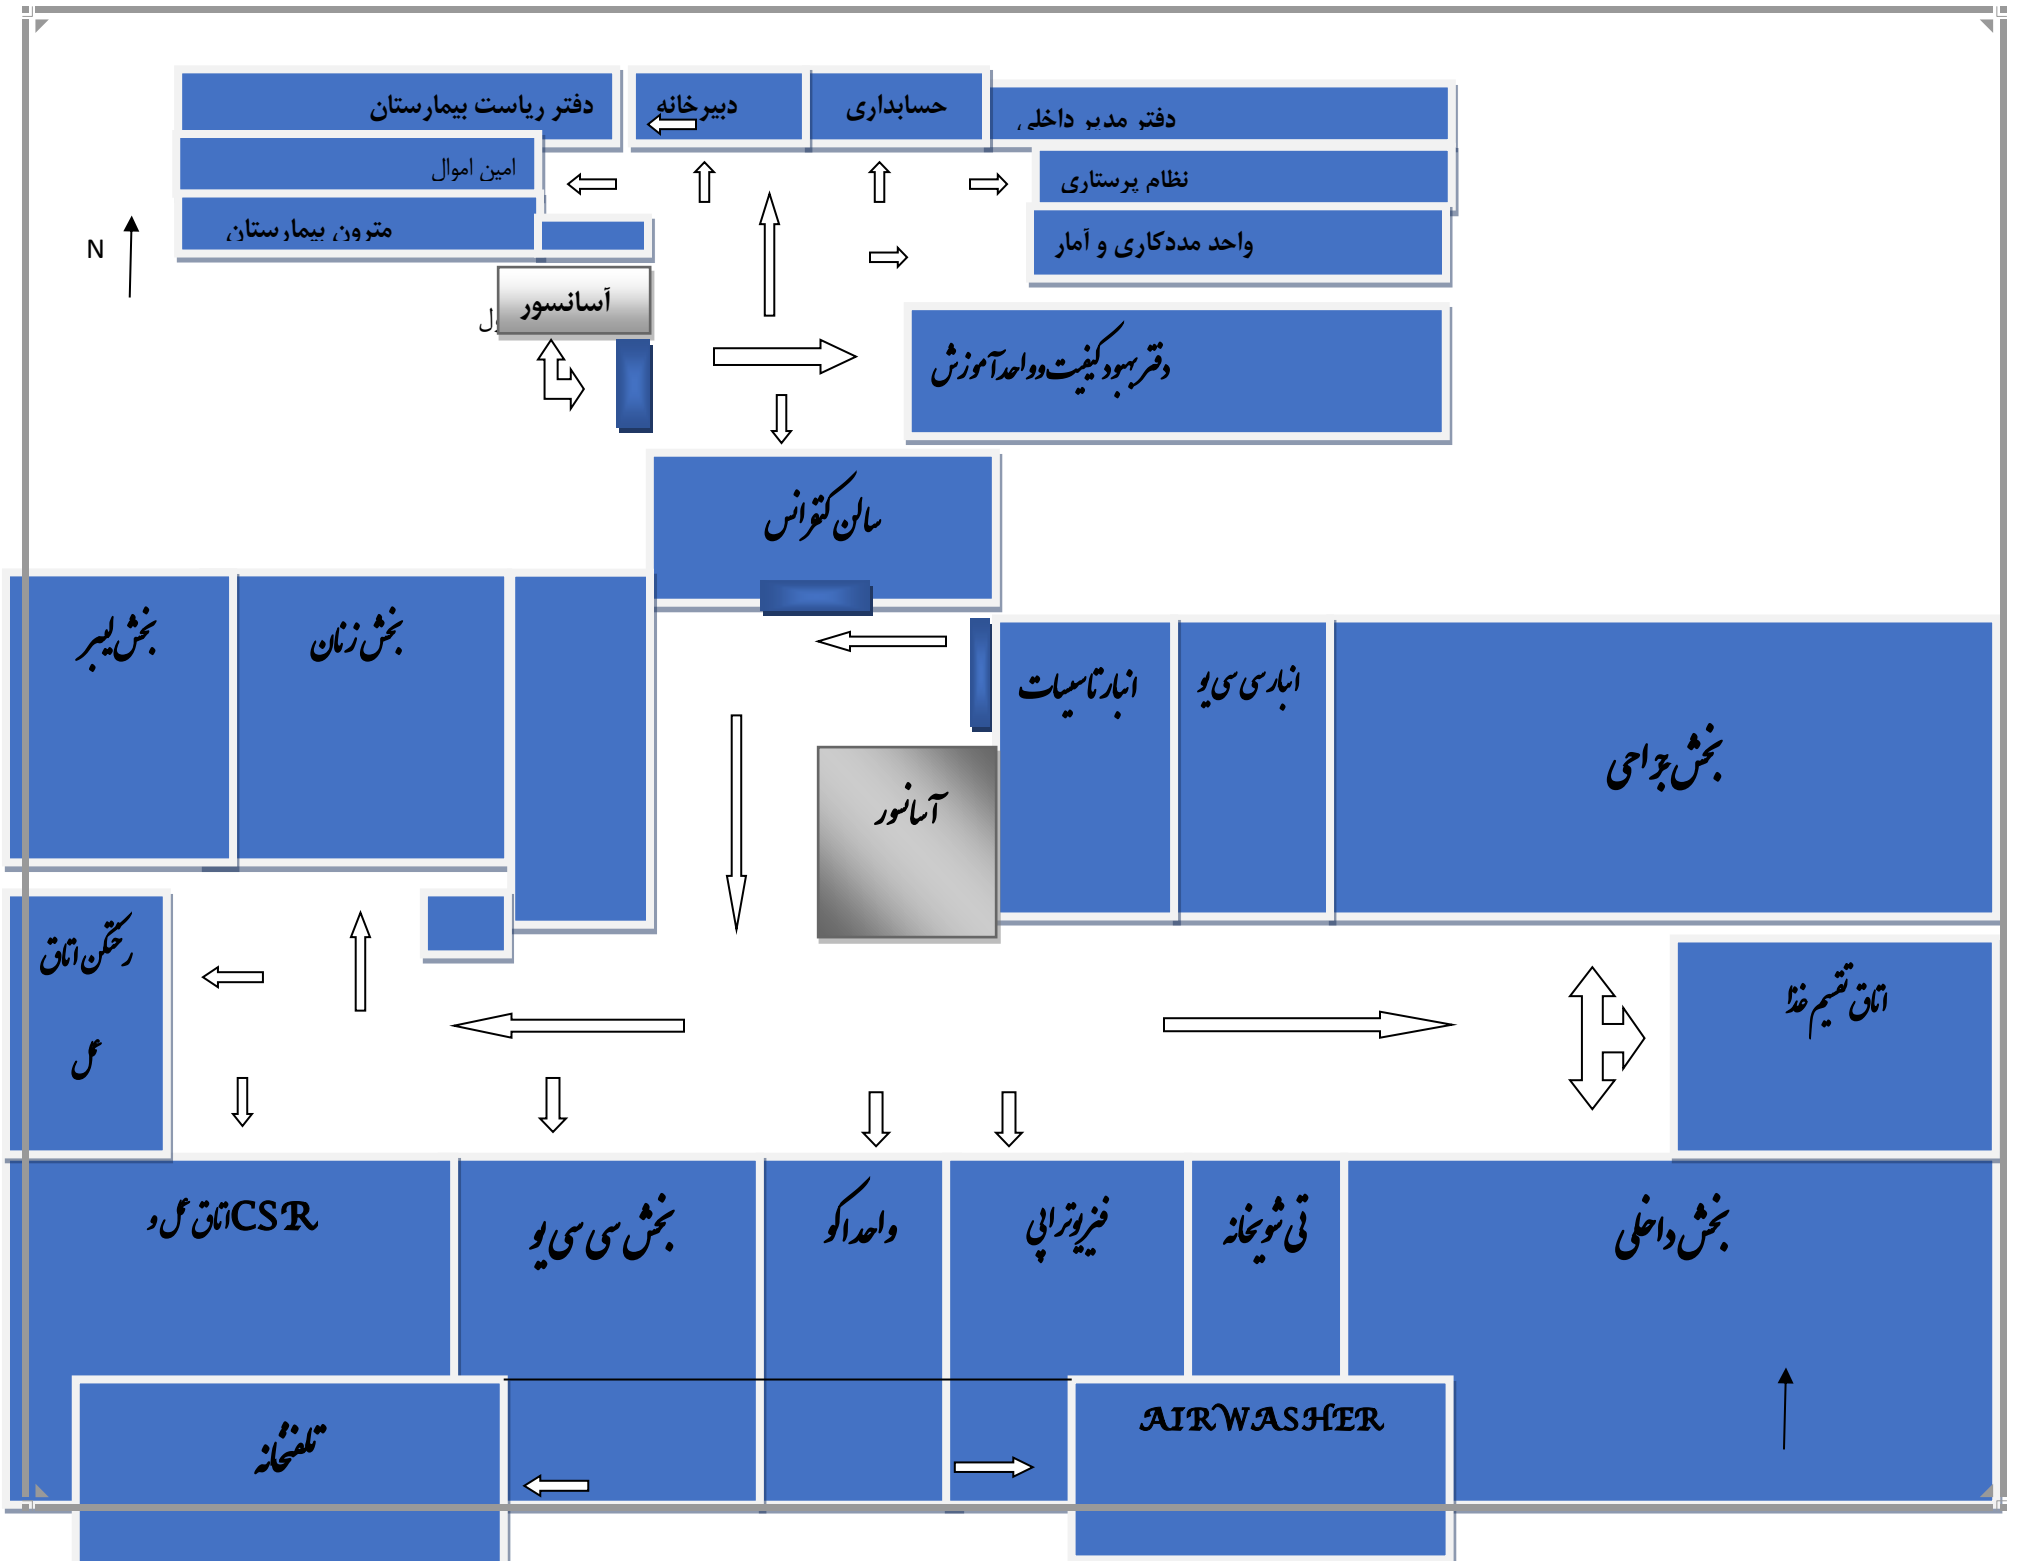 دفتر ریاست بیمارستان
دبیرخانه
حسابداری
دفتر مدیر داخلی
امین اموال
نظام پرستاری
مترون بیمارستان
واحد مددکاری و آمار
N
آسانسور
دفتر بهبود کیفیت و واحد آموزش
سالن کنفرانس
بخش لیبر
بخش زنان
انبار تاسیسات
انبار سی سی یو
بخش جراحی
آسانسور
رختکن اتاق
عمل
اتاق تقسیم غذا
اتاق عمل و CSR
بخش سی سی یو
واحد اکو
فیزیوتراپی
تی شویخانه
بخش داخلی
تلفنخانه
AIRWASHER